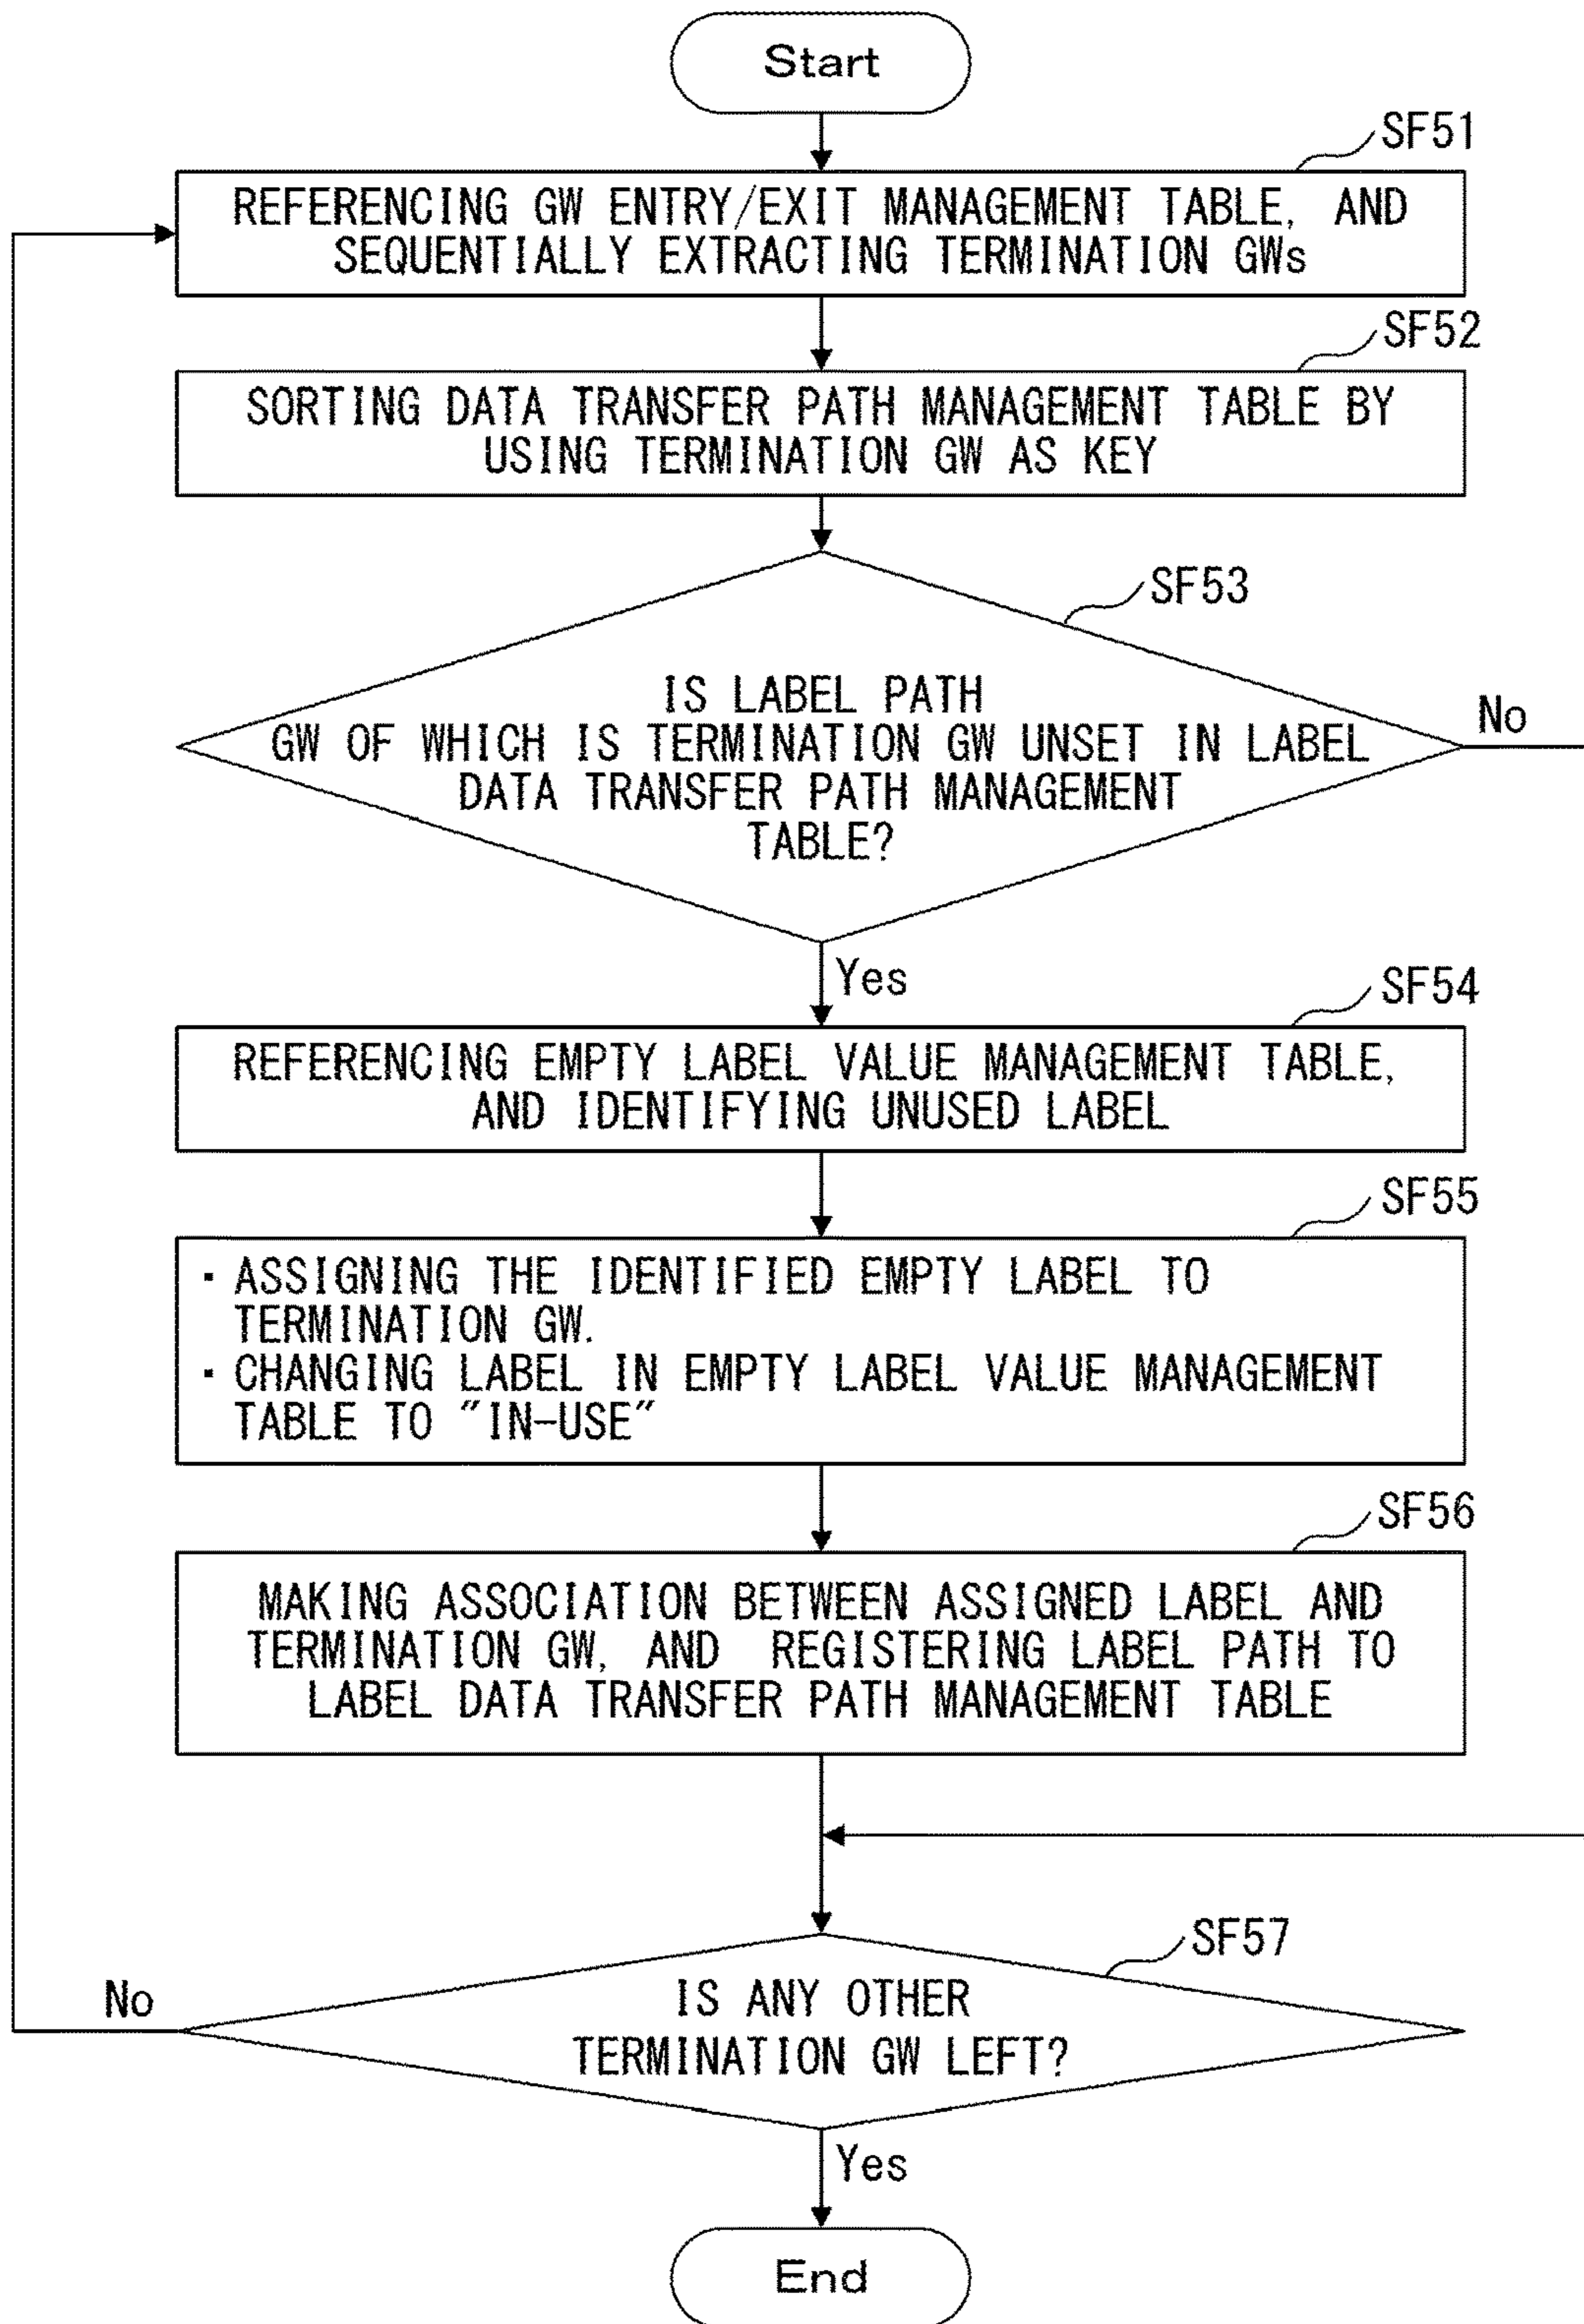 Start
SF51
REFERENCING GW ENTRY/EXIT MANAGEMENT TABLE, AND
SEQUENTIALLY EXTRACTING TERMINATION GWs
SF52
SORTING DATA TRANSFER PATH MANAGEMENT TABLE BY
USING TERMINATION GW AS KEY
SF53
IS LABEL PATH
GW OF WHICH IS TERMINATION GW UNSET IN LABEL
DATA TRANSFER PATH MANAGEMENT
TABLE?
No
Yes
SF54
REFERENCING EMPTY LABEL VALUE MANAGEMENT TABLE,
AND IDENTIFYING UNUSED LABEL
SF55
・ASSIGNING THE IDENTIFIED EMPTY LABEL TO
TERMINATION GW.
・CHANGING LABEL IN EMPTY LABEL VALUE MANAGEMENT
TABLE TO "IN-USE"
SF56
MAKING ASSOCIATION BETWEEN ASSIGNED LABEL AND
TERMINATION GW, AND REGISTERING LABEL PATH TO
LABEL DATA TRANSFER PATH MANAGEMENT TABLE
SF57
No
IS ANY OTHER
TERMINATION GW LEFT?
Yes
End